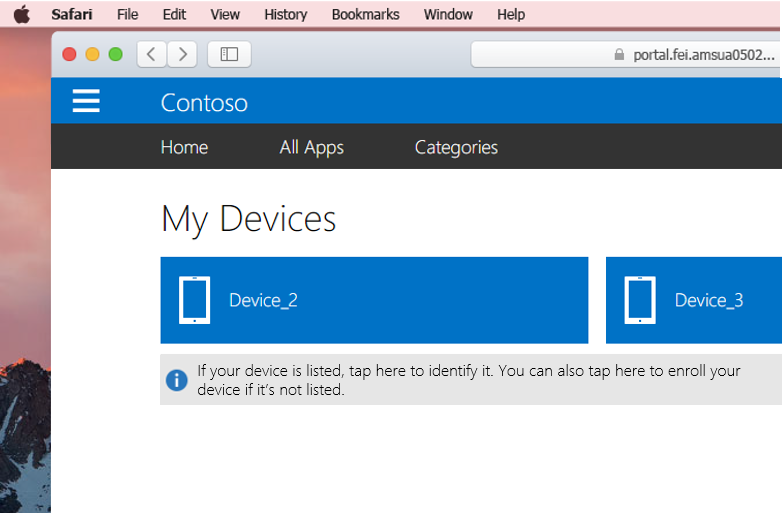 Safari File Edit View History Bookmarks Window Help
portal.fei.amsua0502...
Contoso
Home All Apps Categories
My Devices
Device_2 Device_3
If your device is listed, tap here to identify it. You can also tap here to enroll your
device if it’s not listed.